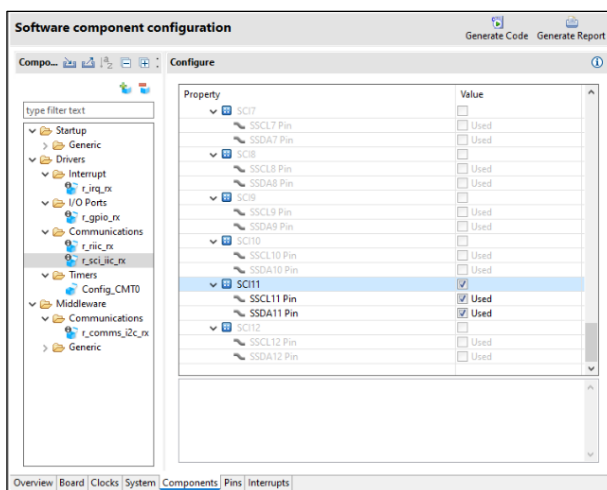 Software component configuration
Generate Code Generate Report
Compo...
Configure
type filter text
Startup
Generic
Drivers
Interrupt
r_irq_rx
I/O Ports
r_gpio_rx
Communications
r_riic_rx
r_sci_iic_rx
Timers
Config_CMT0
Middleware
Communications
r_comms_i2c_rx
Generic
Property Value
SCI7
SSCL7 Pin Used
SSDA7 Pin Used
SCI8
SSCL8 Pin Used
SSDA8 Pin Used
SCI9
SSCL9 Pin Used
SSDA9 Pin Used
SCI10
SSCL10 Pin Used
SSDA10 Pin Used
SCI11
SSCL11 Pin Used
SSDA11 Pin Used
SCI12
SSCL12 Pin Used
SSDA12 Pin Used
Overview Board Clocks System Components Pins Interrupts